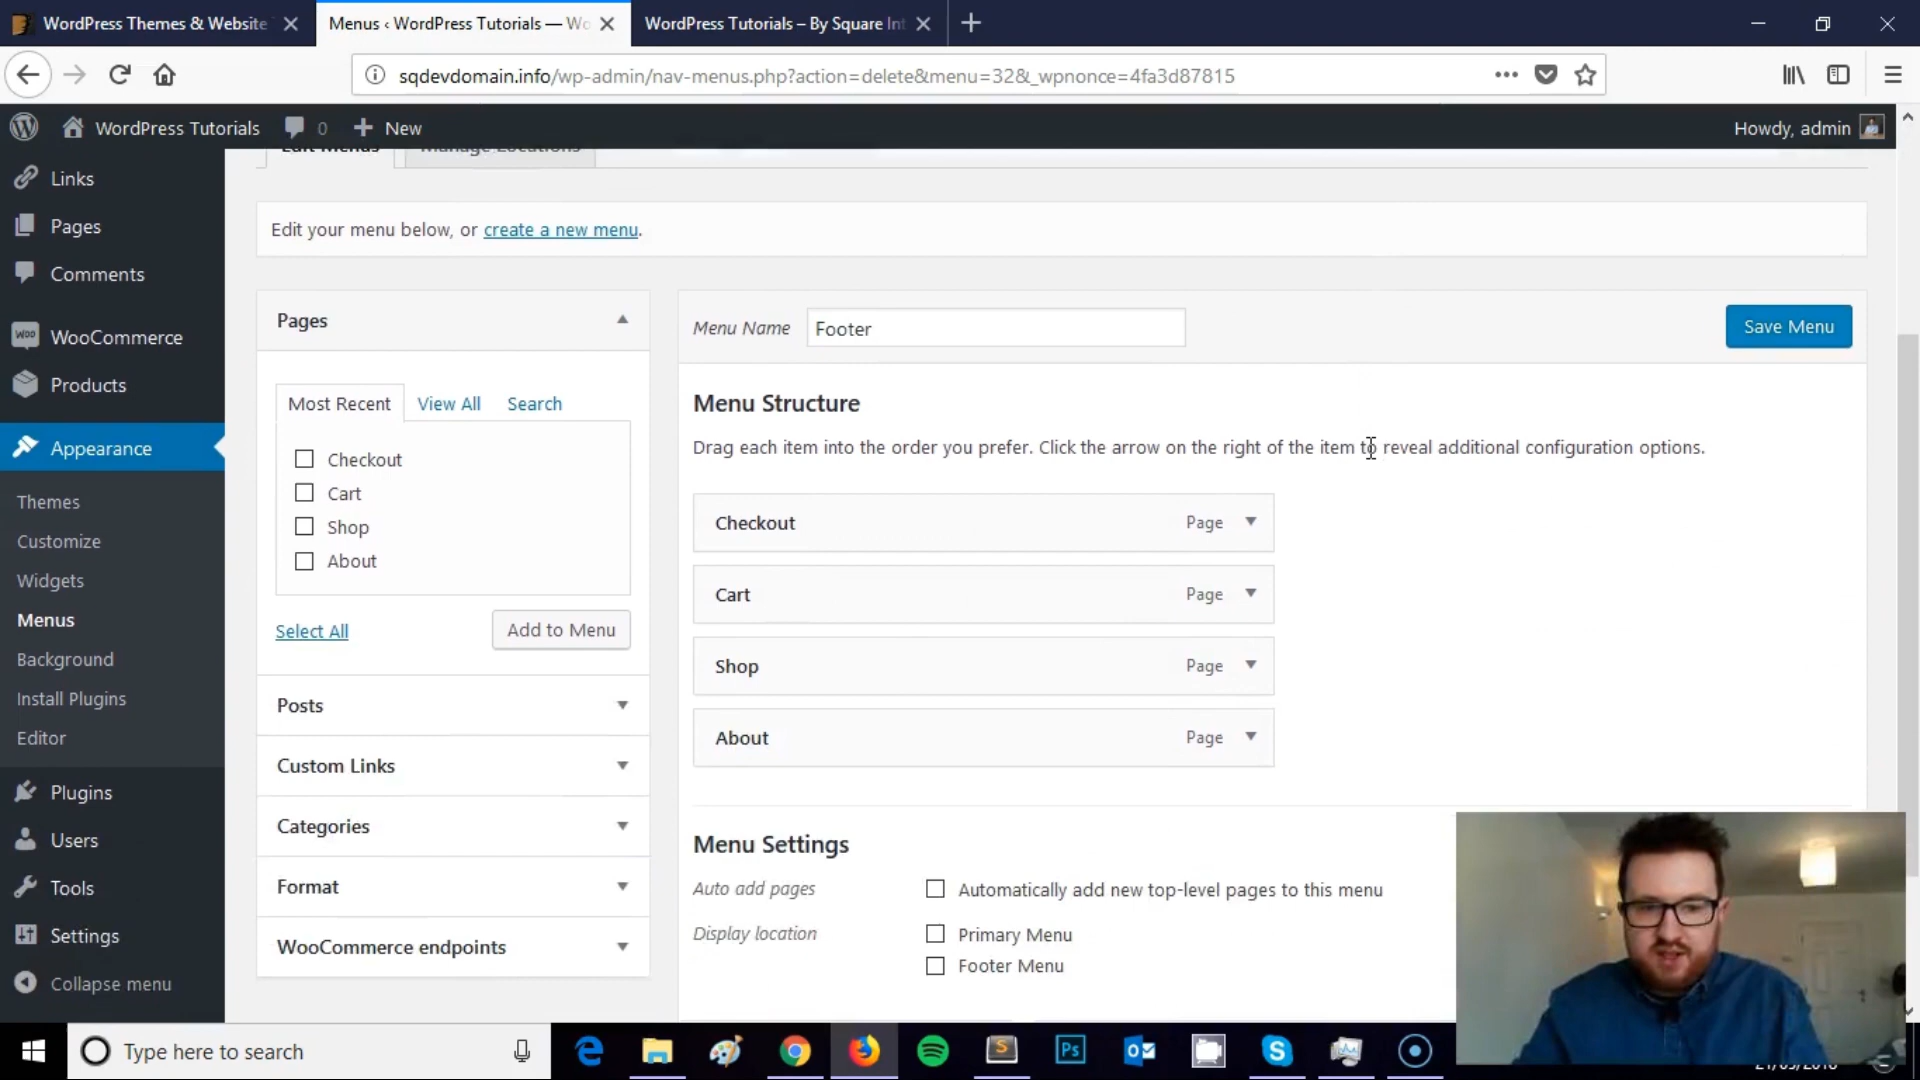 WordPress Themes & Website
Menus ‹ WordPress Tutorials — Wo
WordPress Tutorials – By Square Int
sqdevdomain.info/wp-admin/nav-menus.php?action=delete&menu=32&_wpnonce=4fa3d87815
WordPress Tutorials
0
New
Howdy, admin
Edit Menus
Manage Locations
Links
Pages
Comments
WOO
WooCommerce
Products
Appearance
Themes
Customize
Widgets
Menus
Background
Install Plugins
Editor
Plugins
Users
Tools
Settings
Collapse menu
Edit your menu below, or create a new menu.
Pages
Most Recent
View All
Search
Checkout
Cart
Shop
About
Select All
Add to Menu
Posts
Custom Links
Categories
Format
WooCommerce endpoints
Menu Name
Footer
Save Menu
Menu Structure
Drag each item into the order you prefer. Click the arrow on the right of the item to reveal additional configuration options.
Checkout Page
Cart Page
Shop Page
About Page
Menu Settings
Auto add pages
Automatically add new top-level pages to this menu
Display location
Primary Menu
Footer Menu
Type here to search
S
Ps